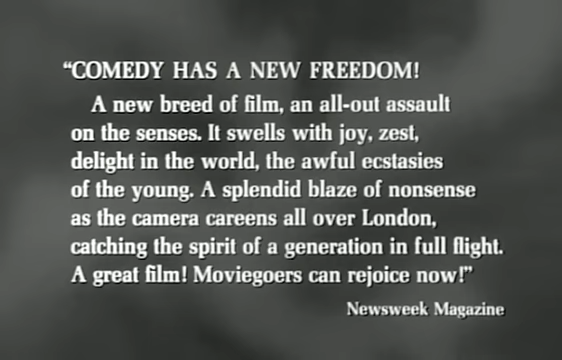 “COMEDY HAS A NEW FREEDOM!
A new breed of film, an all-out assault
on the senses. It swells with joy, zest,
delight in the world, the awful ecstasies
of the young. A splendid blaze of nonsense
as the camera careens all over London,
catching the spirit of a generation in full flight.
A great film! Moviegoers can rejoice now!”
Newsweek Magazine